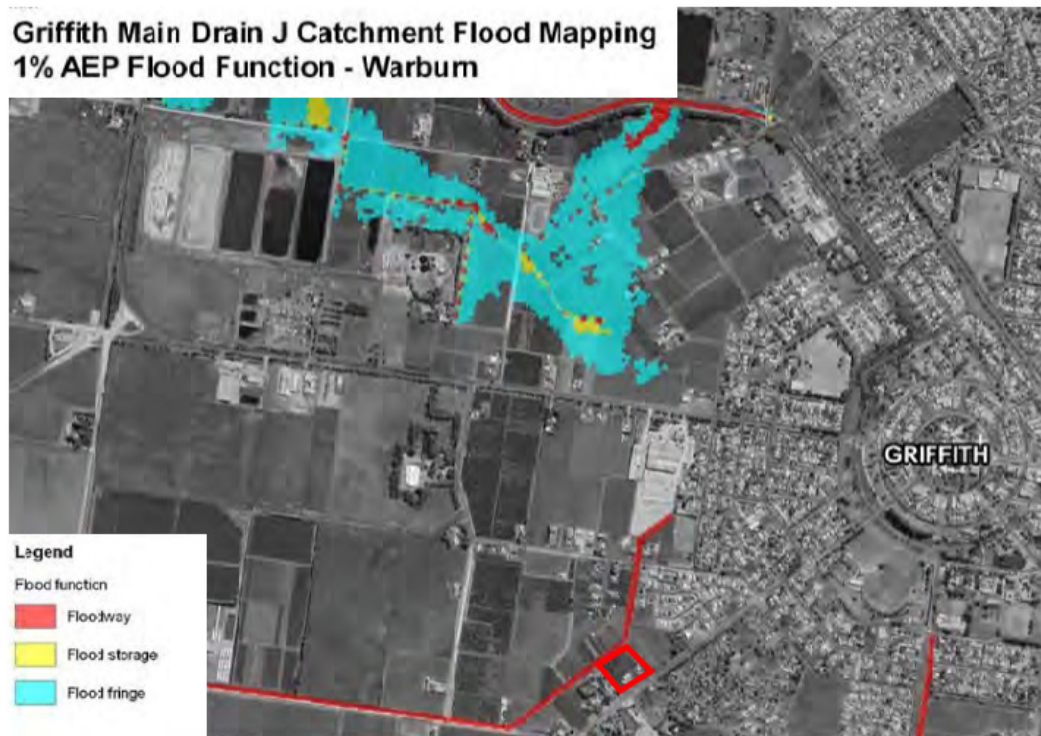 Griffith Main Drain J Catchment Flood Mapping
1% AEP Flood Function - Warburn
GRIFFITH
Legend
Flood function
Floodway
Flood storage
Flood fringe